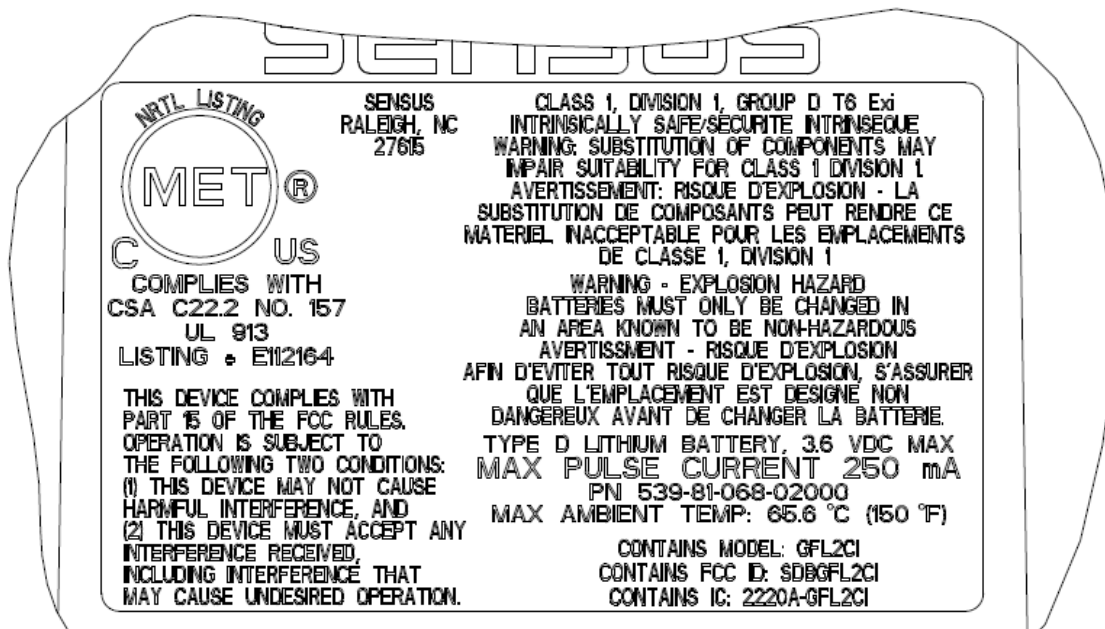 SENSUS
NRTL LISTING
MET ®
C US
COMPLIES WITH
CSA C22.2 NO. 157
UL 913
LISTING # E112164
THIS DEVICE COMPLIES WITH
PART 15 OF THE FCC RULES.
OPERATION IS SUBJECT TO
THE FOLLOWING TWO CONDITIONS:
(1) THIS DEVICE MAY NOT CAUSE
HARMFUL INTERFERENCE, AND
(2) THIS DEVICE MUST ACCEPT ANY
INTERFERENCE RECEIVED,
INCLUDING INTERFERENCE THAT
MAY CAUSE UNDESIRED OPERATION.
SENSUS
RALEIGH, NC
27615
CLASS 1, DIVISION 1, GROUP D T6 Exi
INTRINSICALLY SAFE/SECURITE INTRINSEQUE
WARNING: SUBSTITUTION OF COMPONENTS MAY
IMPAIR SUITABILITY FOR CLASS 1 DIVISION 1.
AVERTISSEMENT: RISQUE D'EXPLOSION - LA
SUBSTITUTION DE COMPOSANTS PEUT RENDRE CE
MATERIEL INACCEPTABLE POUR LES EMPLACEMENTS
DE CLASSE 1, DIVISION 1
WARNING - EXPLOSION HAZARD
BATTERIES MUST ONLY BE CHANGED IN
AN AREA KNOWN TO BE NON-HAZARDOUS
AVERTISSMENT - RISQUE D'EXPLOSION
AFIN D'EVITER TOUT RISQUE D'EXPLOSION, S'ASSURER
QUE L'EMPLACEMENT EST DESIGNE NON
DANGEREUX AVANT DE CHANGER LA BATTERIE.
TYPE D LITHIUM BATTERY, 3.6 VDC MAX
MAX PULSE CURRENT 250 mA
PN 539-81-068-02000
MAX AMBIENT TEMP: 65.6 °C (150 °F)
CONTAINS MODEL: GFL2CI
CONTAINS FCC ID: SDBGFL2CI
CONTAINS IC: 2220A-GFL2CI